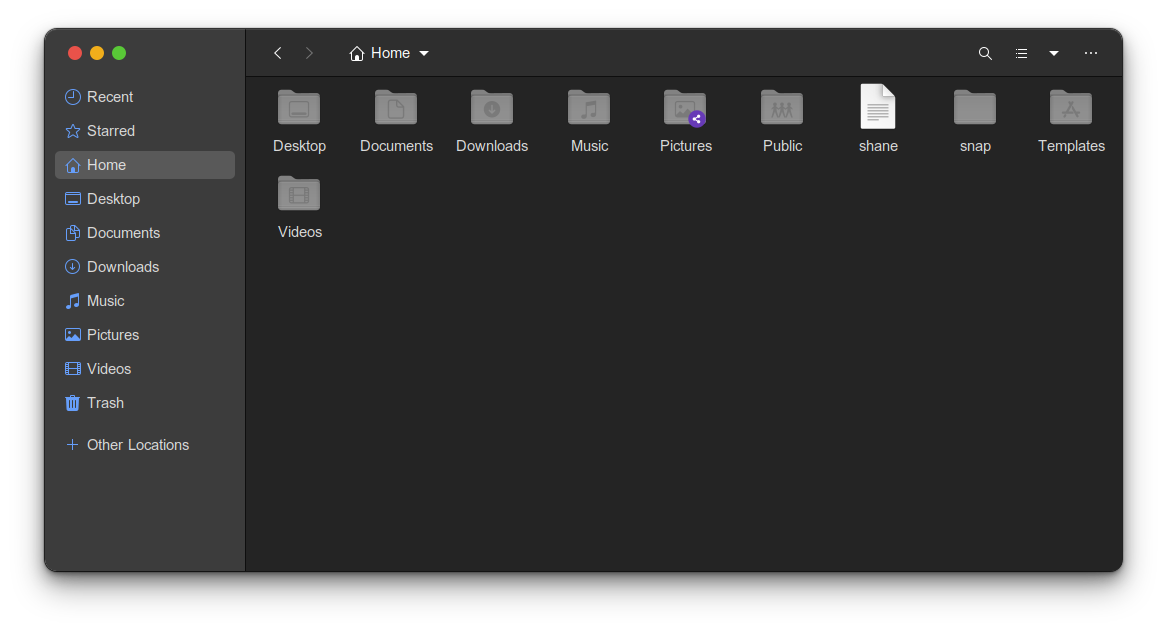 Home
Recent
Starred
Home
Desktop
Documents
Downloads
Music
Pictures
Videos
Trash
Other Locations
Desktop Documents Downloads Music Pictures Public shane snap Templates
Videos